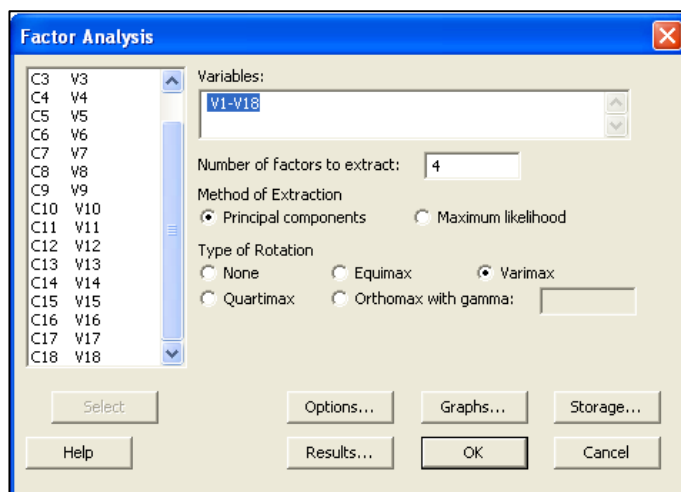 Factor Analysis
C3 V3
C4 V4
C5 V5
C6 V6
C7 V7
C8 V8
C9 V9
C10 V10
C11 V11
C12 V12
C13 V13
C14 V14
C15 V15
C16 V16
C17 V17
C18 V18
Variables:
V1-V18
Number of factors to extract: 4
Method of Extraction
Principal components Maximum likelihood
Type of Rotation
None Equimax Varimax
Quartimax Orthomax with gamma:
Select Options... Graphs... Storage...
Help Results... OK Cancel